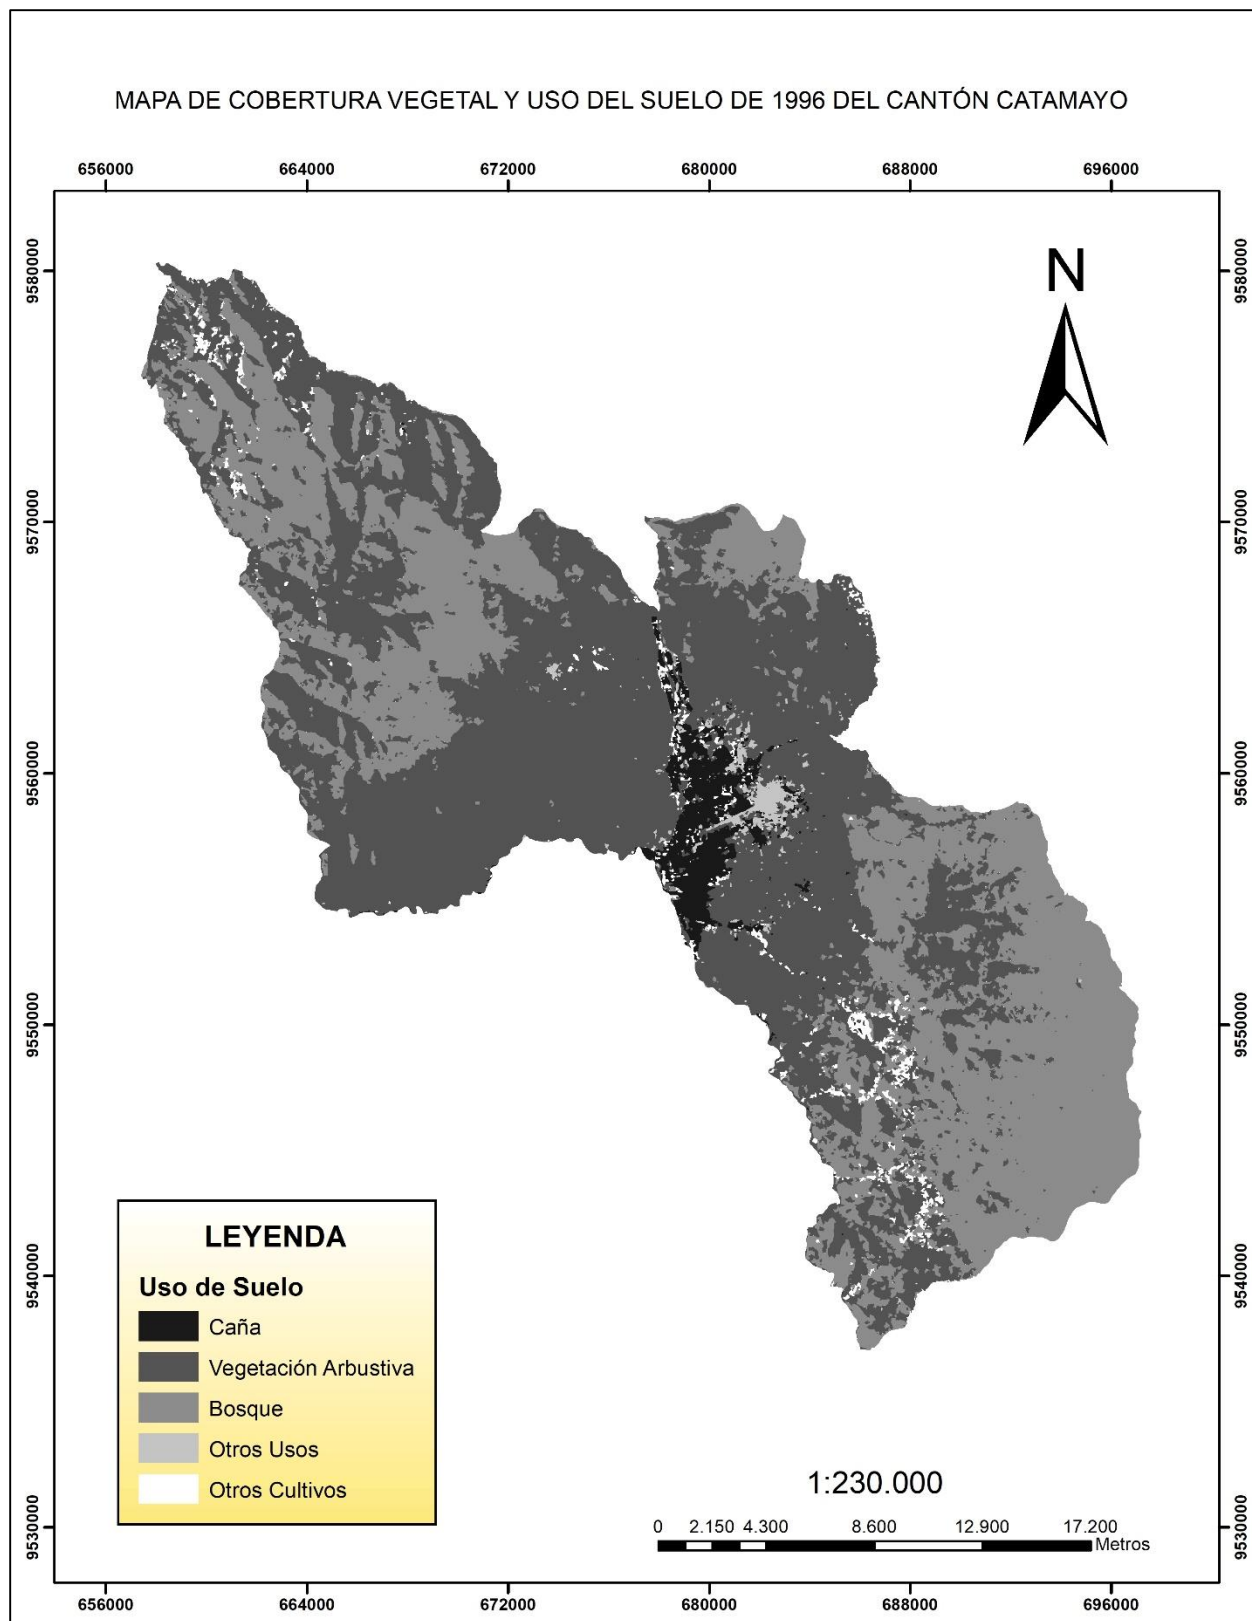 MAPA DE COBERTURA VEGETAL Y USO DEL SUELO DE 1996 DEL CANTÓN CATAMAYO
656000 664000 672000 680000 688000 696000
9580000 9580000
N
9570000 9570000
9560000 9560000
9550000 9550000
9540000 9540000
9530000 9530000
LEYENDA
Uso de Suelo
Caña
Vegetación Arbustiva
Bosque
Otros Usos
Otros Cultivos
1:230.000
0 2.150 4.300 8.600 12.900 17.200
Metros
656000 664000 672000 680000 688000 696000